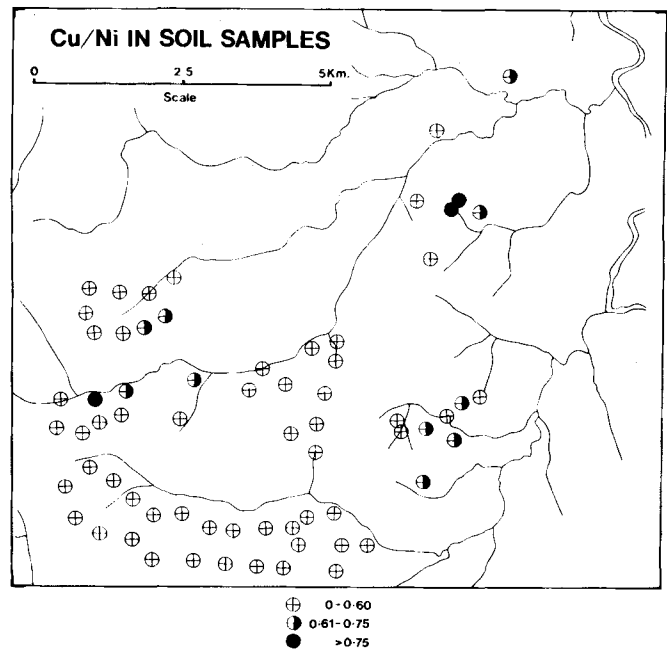 Cu/Ni IN SOIL SAMPLES
0 2 5 5Km.
Scale
0-0·60
0·61-0·75
>0·75